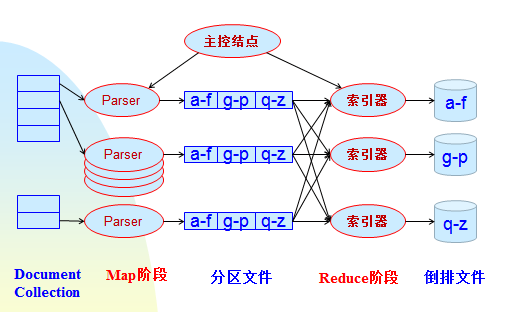 主控结点
Parser
a-f g-p q-z
索引器
a-f
Parser
a-f g-p q-z
索引器
g-p
Parser
a-f g-p q-z
索引器
q-z
Document
Collection
Map阶段
分区文件
Reduce阶段
倒排文件